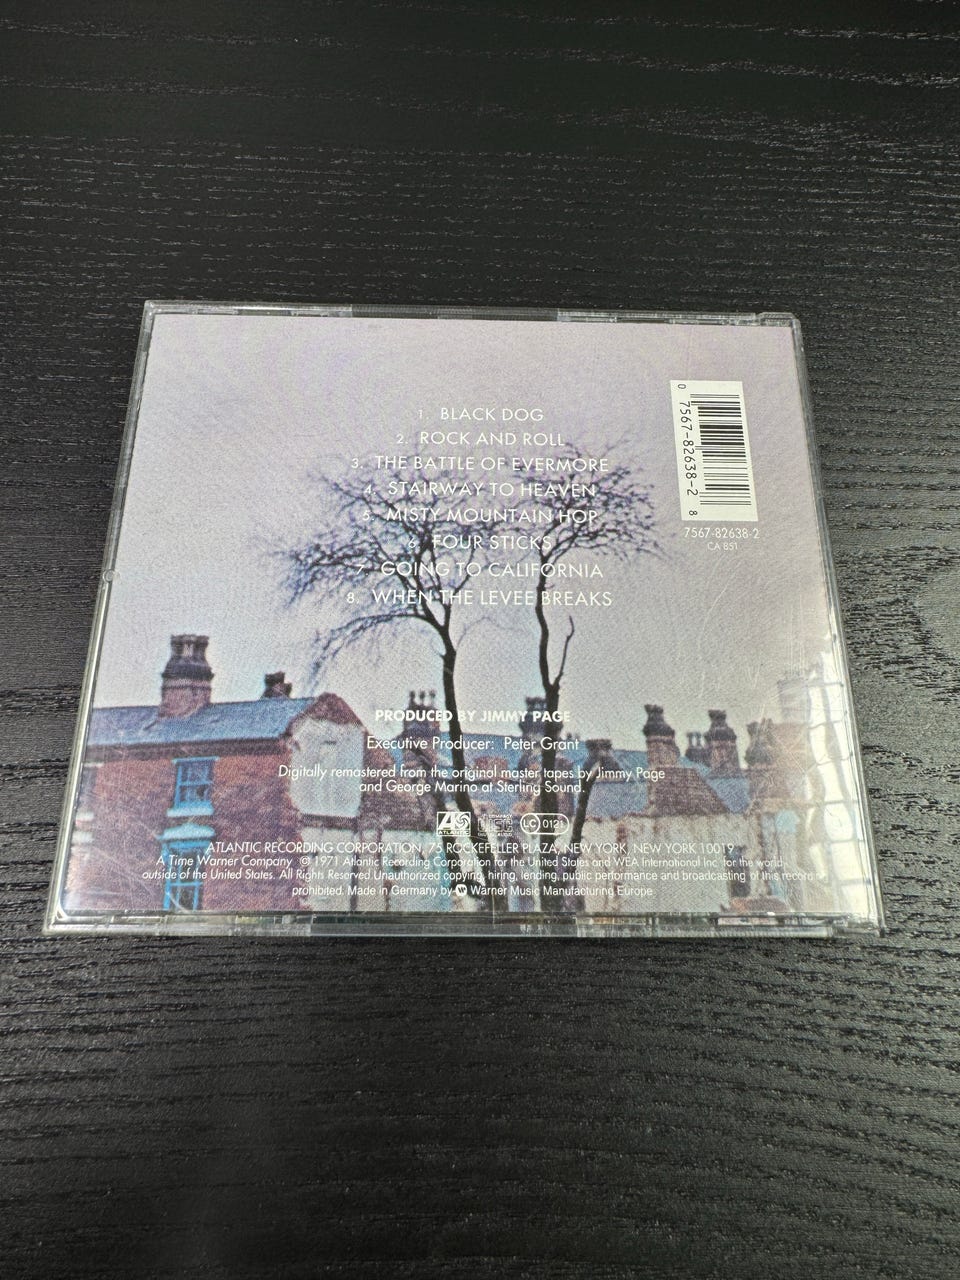 1. BLACK DOG
2. ROCK AND ROLL
3. THE BATTLE OF EVERMORE
4. STAIRWAY TO HEAVEN
5. MISTY MOUNTAIN HOP
6. FOUR STICKS
7. GOING TO CALIFORNIA
8. WHEN THE LEVEE BREAKS
0 7567-82638-2 8
7567-82638-2
CA 851
PRODUCED BY JIMMY PAGE
Executive Producer: Peter Grant
Digitally remastered from the original master tapes by Jimmy Page
and George Marino at Sterling Sound.
ATLANTIC
COMPACT
disc
DIGITAL AUDIO
LC 0121
ATLANTIC RECORDING CORPORATION, 75 ROCKEFELLER PLAZA, NEW YORK, NEW YORK 10019
A Time Warner Company ℗ 1971 Atlantic Recording Corporation for the United States and WEA International Inc. for the world
outside of the United States. All Rights Reserved. Unauthorized copying, hiring, lending, public performance and broadcasting of this recording
prohibited. Made in Germany by Warner Music Manufacturing Europe